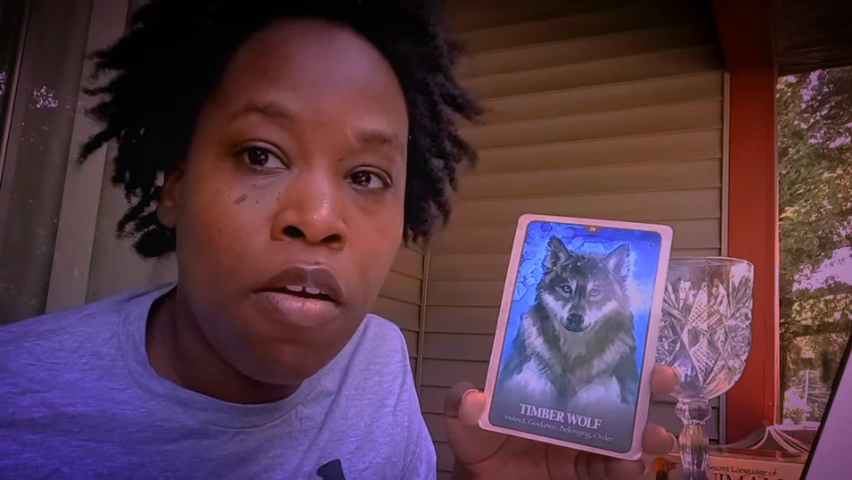 TIMBER WOLF
Instinct, Guidance, Belonging, Order
Secret Language of